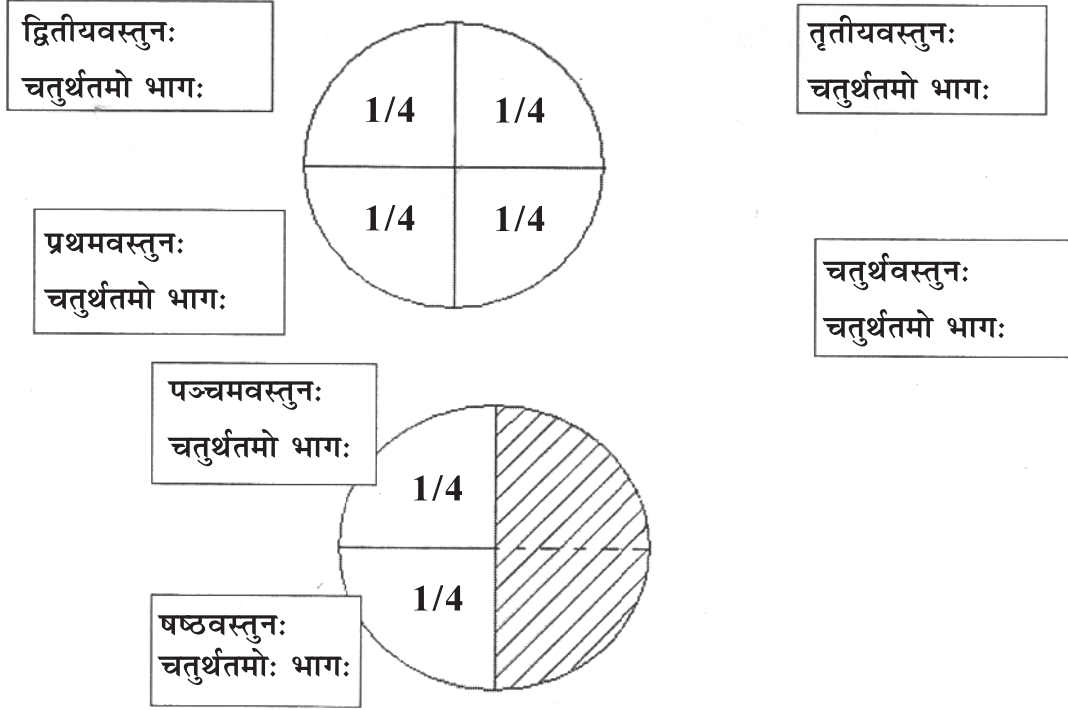 द्वितीयवस्तुनः
चतुर्थतमो भागः
तृतीयवस्तुनः
चतुर्थतमो भागः
1/4 1/4
1/4 1/4
प्रथमवस्तुनः
चतुर्थतमो भागः
चतुर्थवस्तुनः
चतुर्थतमो भागः
पञ्चमवस्तुनः
चतुर्थतमो भागः
1/4
1/4
षष्ठवस्तुनः
चतुर्थतमोः भागः